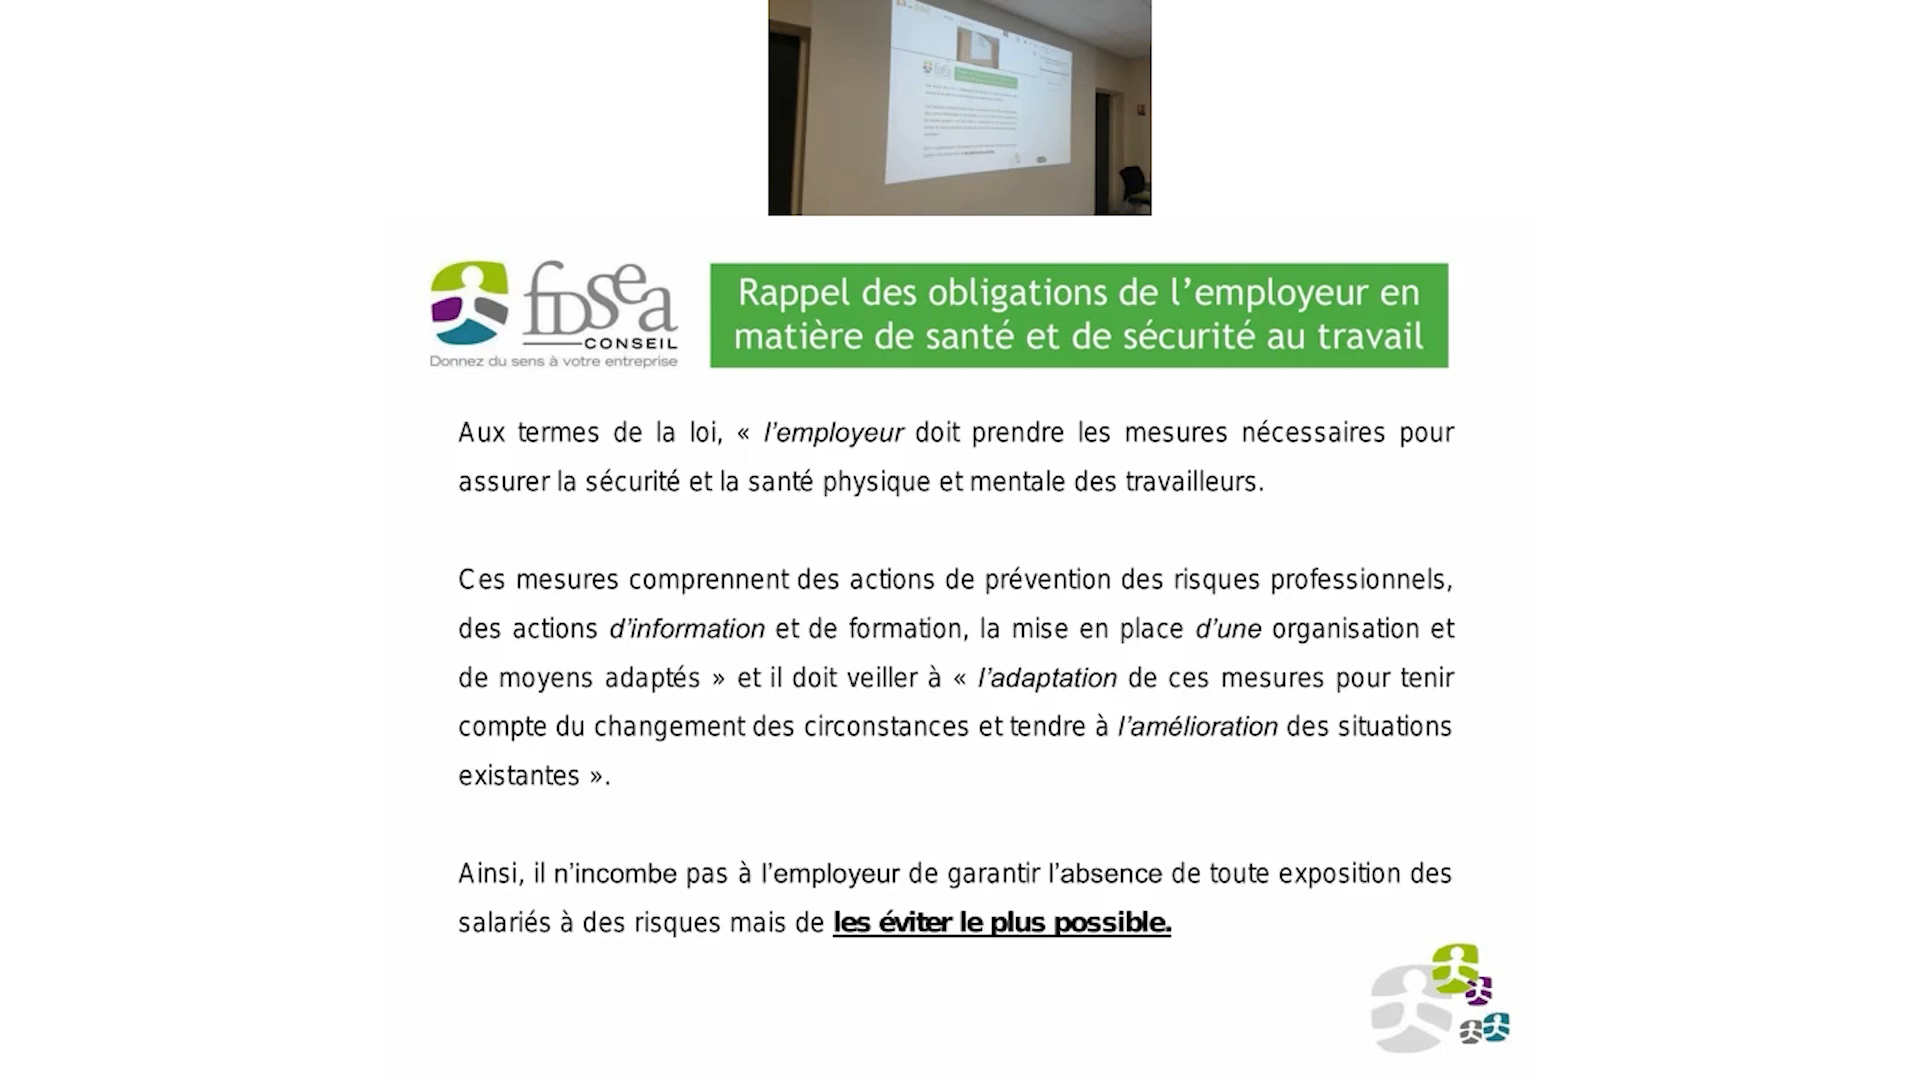 fdsea
CONSEIL
Donnez du sens à votre entreprise
Rappel des obligations de l’employeur en
matière de santé et de sécurité au travail
Aux termes de la loi, « l’employeur doit prendre les mesures nécessaires pour
assurer la sécurité et la santé physique et mentale des travailleurs.
Ces mesures comprennent des actions de prévention des risques professionnels,
des actions d’information et de formation, la mise en place d’une organisation et
de moyens adaptés » et il doit veiller à « l’adaptation de ces mesures pour tenir
compte du changement des circonstances et tendre à l’amélioration des situations
existantes ».
Ainsi, il n’incombe pas à l’employeur de garantir l’absence de toute exposition des
salariés à des risques mais de les éviter le plus possible.